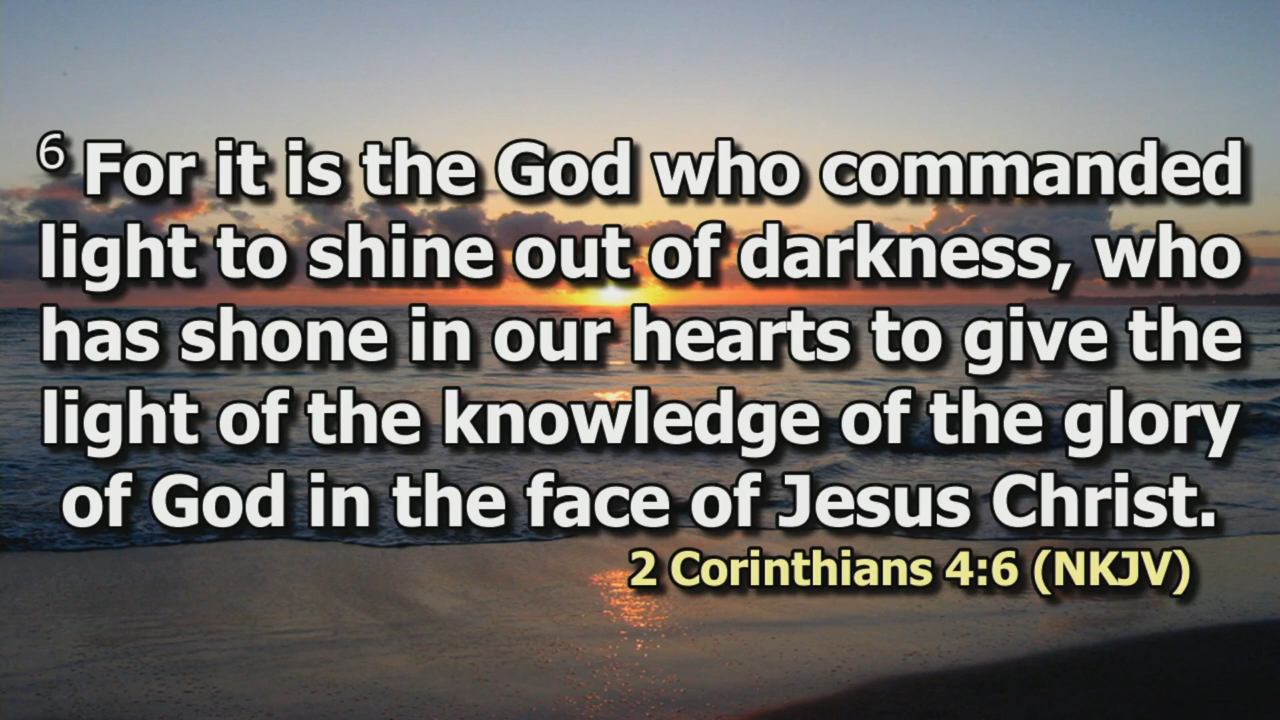 6 For it is the God who commanded
light to shine out of darkness, who
has shone in our hearts to give the
light of the knowledge of the glory
of God in the face of Jesus Christ.
2 Corinthians 4:6 (NKJV)